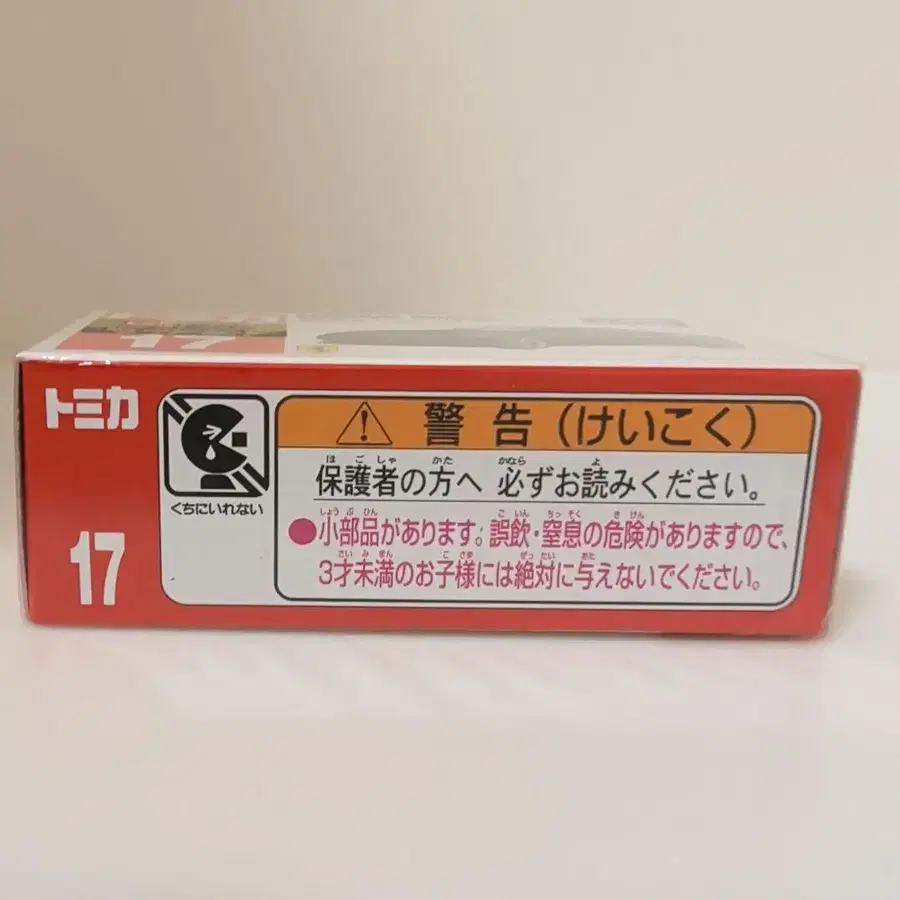 17
トミカ
17
くちにいれない
警告(けいこく)
保護者の方へ 必ずお読みください。
●小部品があります。誤飲・窒息の危険がありますので、
3才未満のお子様には絶対に与えないでください。